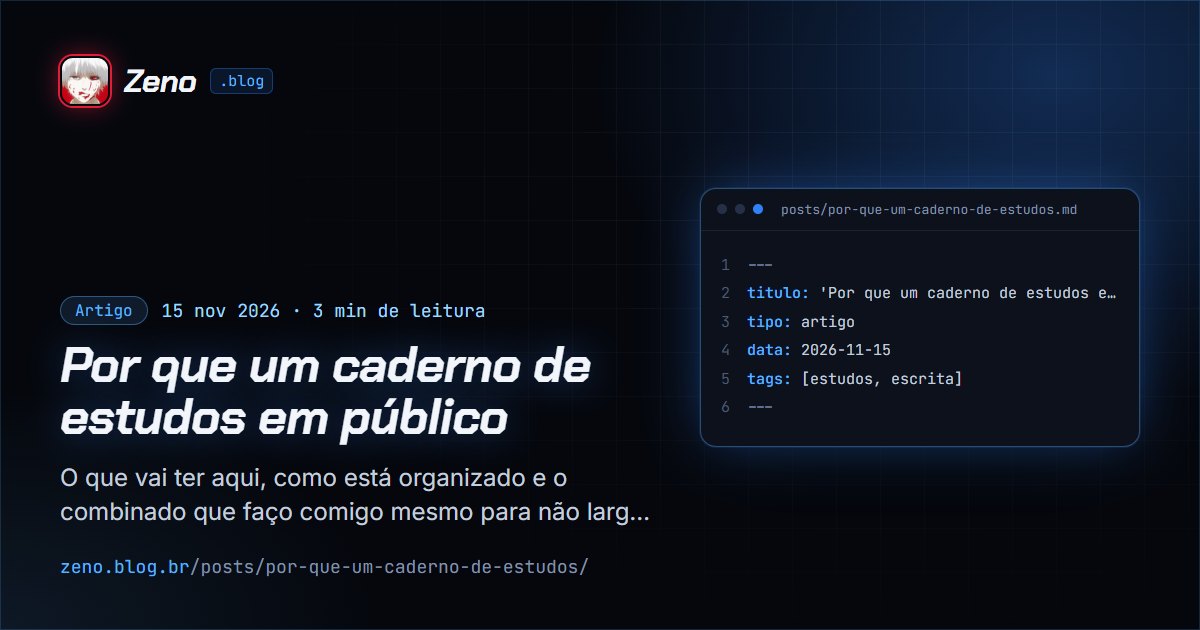 Zeno .blog
Artigo 15 nov 2026 · 3 min de leitura
Por que um caderno de
estudos em público
O que vai ter aqui, como está organizado e o
combinado que faço comigo mesmo para não larg...
zeno.blog.br/posts/por-que-um-caderno-de-estudos/
posts/por-que-um-caderno-de-estudos.md
1 ---
2 titulo: 'Por que um caderno de estudos e…
3 tipo: artigo
4 data: 2026-11-15
5 tags: [estudos, escrita]
6 ---